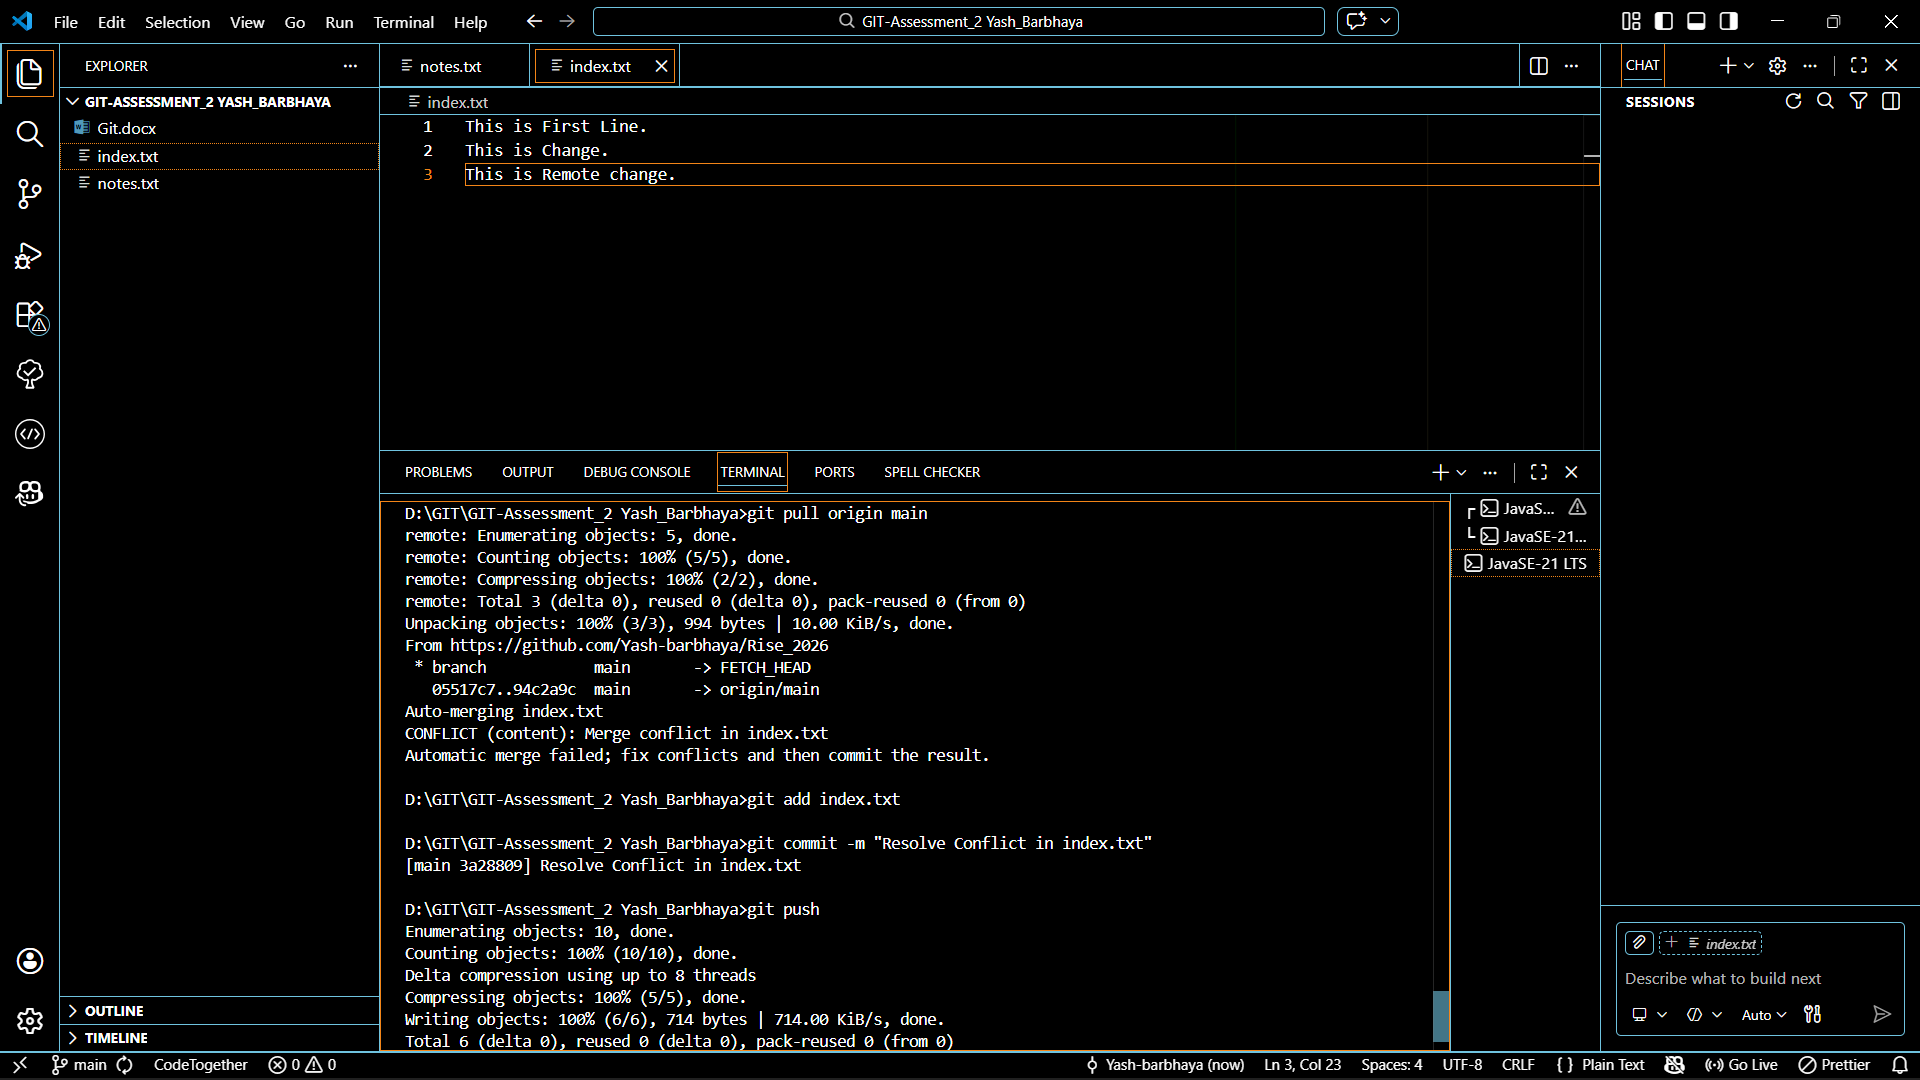 File Edit Selection View Go Run Terminal Help
GIT-Assessment_2 Yash_Barbhaya
EXPLORER
GIT-ASSESSMENT_2 YASH_BARBHAYA
Git.docx
index.txt
notes.txt
OUTLINE
TIMELINE
notes.txt
index.txt
index.txt
1 This is First Line.
2 This is Change.
3 This is Remote change.
PROBLEMS OUTPUT DEBUG CONSOLE TERMINAL PORTS SPELL CHECKER
D:\GIT\GIT-Assessment_2 Yash_Barbhaya>git pull origin main
remote: Enumerating objects: 5, done.
remote: Counting objects: 100% (5/5), done.
remote: Compressing objects: 100% (2/2), done.
remote: Total 3 (delta 0), reused 0 (delta 0), pack-reused 0 (from 0)
Unpacking objects: 100% (3/3), 994 bytes | 10.00 KiB/s, done.
From https://github.com/Yash-barbhaya/Rise_2026
* branch main -> FETCH_HEAD
05517c7..94c2a9c main -> origin/main
Auto-merging index.txt
CONFLICT (content): Merge conflict in index.txt
Automatic merge failed; fix conflicts and then commit the result.
D:\GIT\GIT-Assessment_2 Yash_Barbhaya>git add index.txt
D:\GIT\GIT-Assessment_2 Yash_Barbhaya>git commit -m "Resolve Conflict in index.txt"
[main 3a28809] Resolve Conflict in index.txt
D:\GIT\GIT-Assessment_2 Yash_Barbhaya>git push
Enumerating objects: 10, done.
Counting objects: 100% (10/10), done.
Delta compression using up to 8 threads
Compressing objects: 100% (5/5), done.
Writing objects: 100% (6/6), 714 bytes | 714.00 KiB/s, done.
Total 6 (delta 0), reused 0 (delta 0), pack-reused 0 (from 0)
JavaS...
JavaSE-21...
JavaSE-21 LTS
CHAT
SESSIONS
index.txt
Describe what to build next
Auto
main CodeTogether 0 0 Yash-barbhaya (now) Ln 3, Col 23 Spaces: 4 UTF-8 CRLF {} Plain Text Go Live Prettier